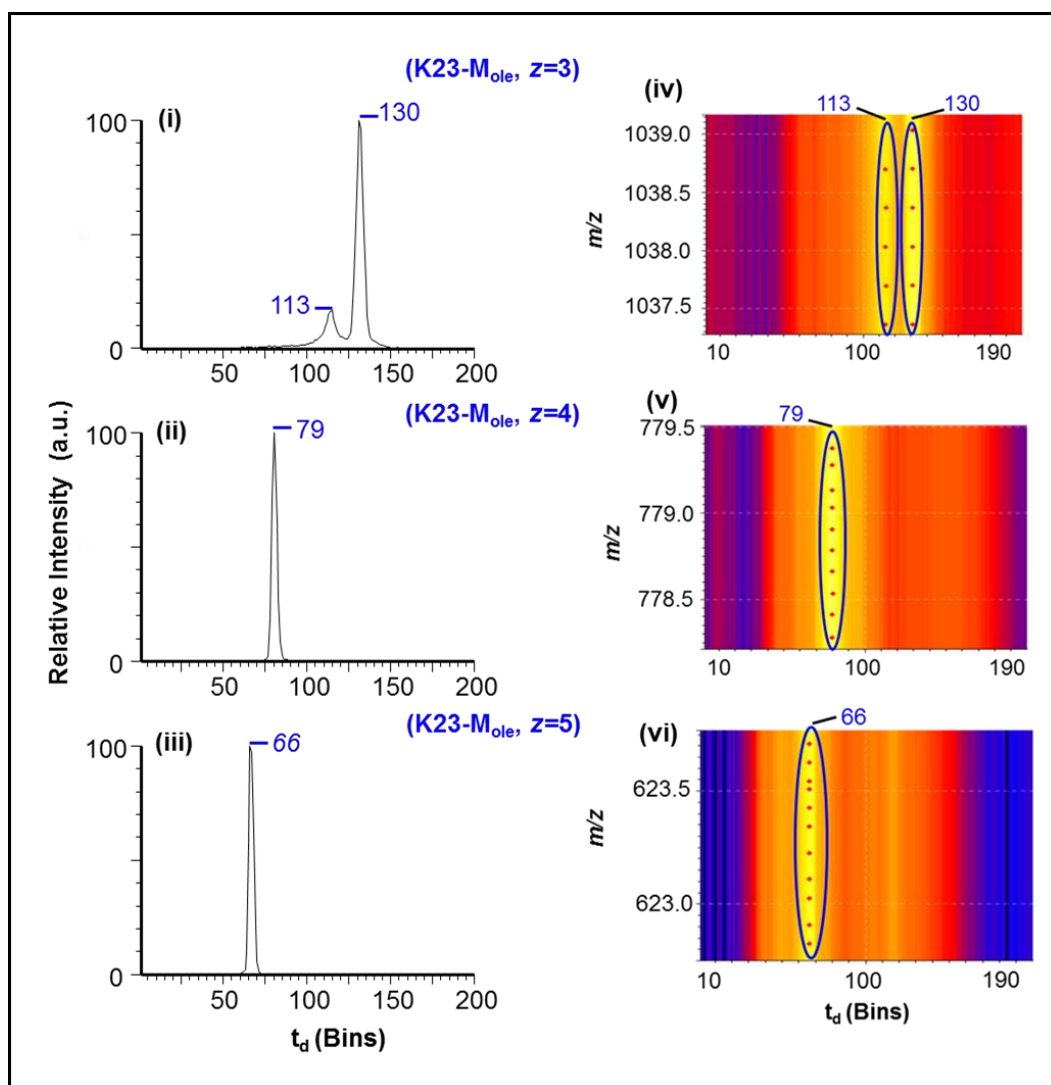 (K23-Mole, z=3)
(i)
100
130
113
0
50
100
150
200
(iv)
113
130
1039.0
1038.5
1038.0
1037.5
m/z
10
100
190
(K23-Mole, z=4)
(ii)
100
79
0
50
100
150
200
(v)
79
779.5
779.0
778.5
m/z
10
100
190
Relative Intensity (a.u.)
(K23-Mole, z=5)
(iii)
100
66
0
50
100
150
200
td (Bins)
(vi)
66
623.5
623.0
m/z
10
100
190
td (Bins)